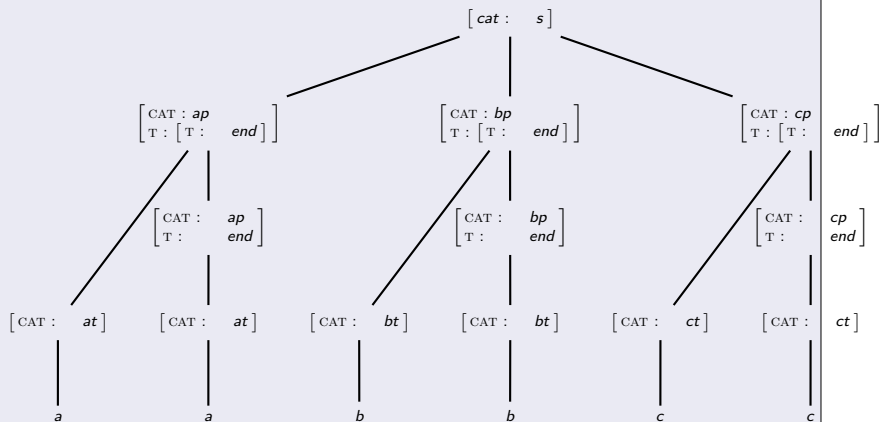 [ cat : s ]
[ CAT : ap [ CAT : bp [ CAT : cp
T : [ T : end ] ] T : [ T : end ] ] T : [ T : end ] ]
[ CAT : ap [ CAT : bp [ CAT : cp
T : end ] T : end ] T : end ]
[ CAT : at ] [ CAT : at ] [ CAT : bt ] [ CAT : bt ] [ CAT : ct ] [ CAT : ct ]
a a b b c c